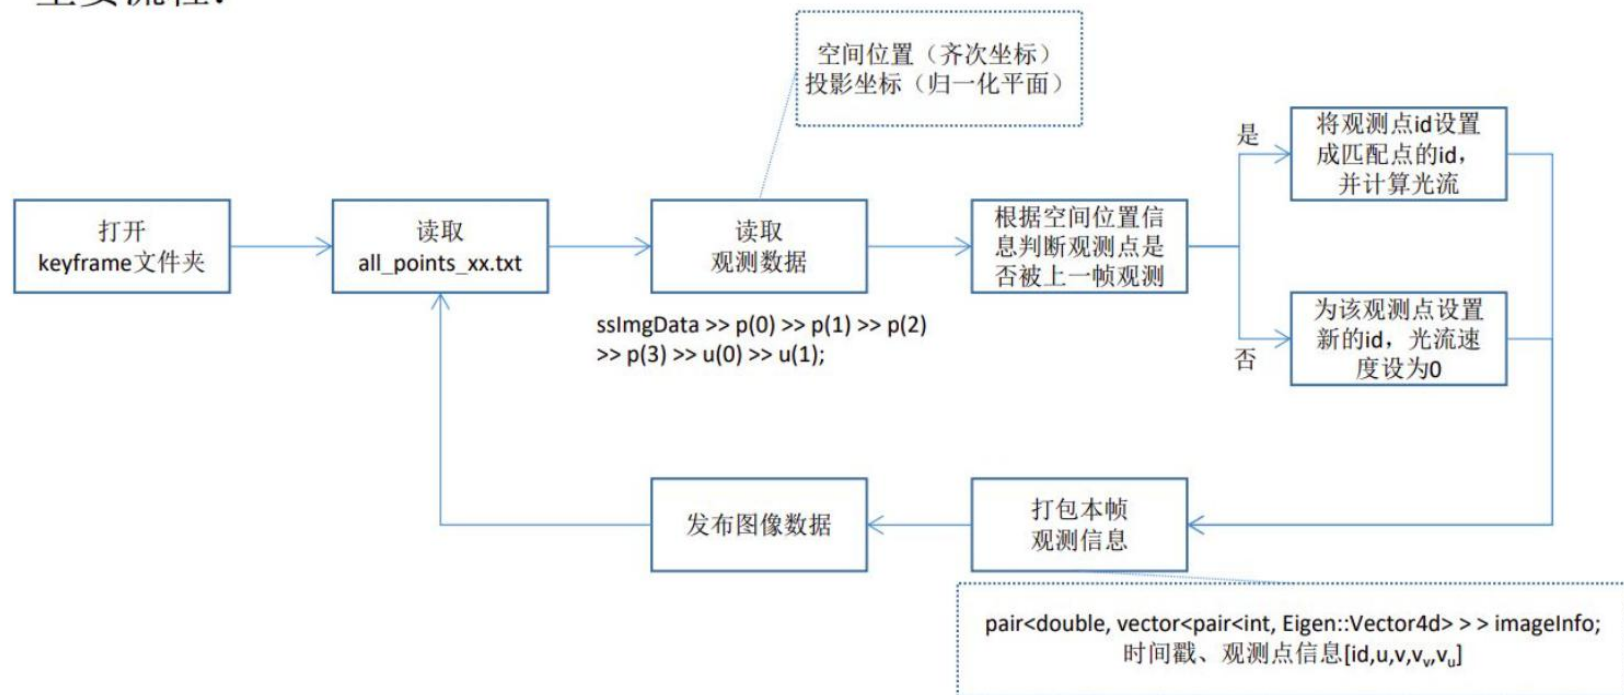 主要流程:
空间位置（齐次坐标）
投影坐标（归一化平面）
打开
keyframe文件夹
读取
all_points_xx.txt
读取
观测数据
ssImgData >> p(0) >> p(1) >> p(2)
>> p(3) >> u(0) >> u(1);
根据空间位置信
息判断观测点是
否被上一帧观测
是
将观测点id设置
成匹配点的id，
并计算光流
否
为该观测点设置
新的id，光流速
度设为0
发布图像数据
打包本帧
观测信息
pair<double, vector<pair<int, Eigen::Vector4d> > > imageInfo;
时间戳、观测点信息[id,u,v,vᵥ,vᵤ]